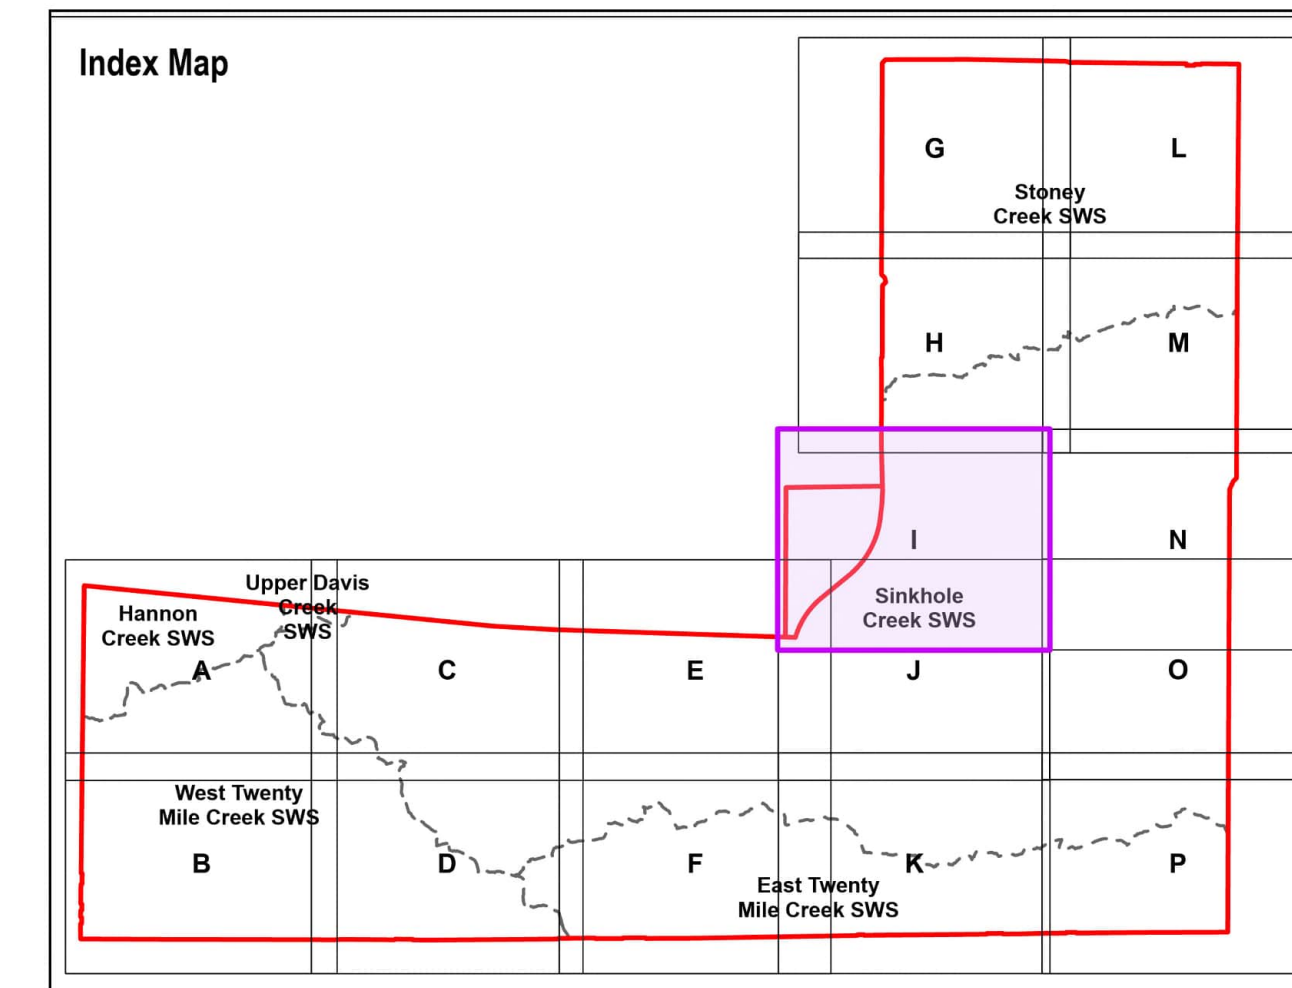 Index Map
G
L
Stoney
Creek SWS
H
M
I
N
Sinkhole
Creek SWS
Upper Davis
Creek
SWS
Hannon
Creek SWS
A
C
E
J
O
West Twenty
Mile Creek SWS
B
D
F
K
P
East Twenty
Mile Creek SWS